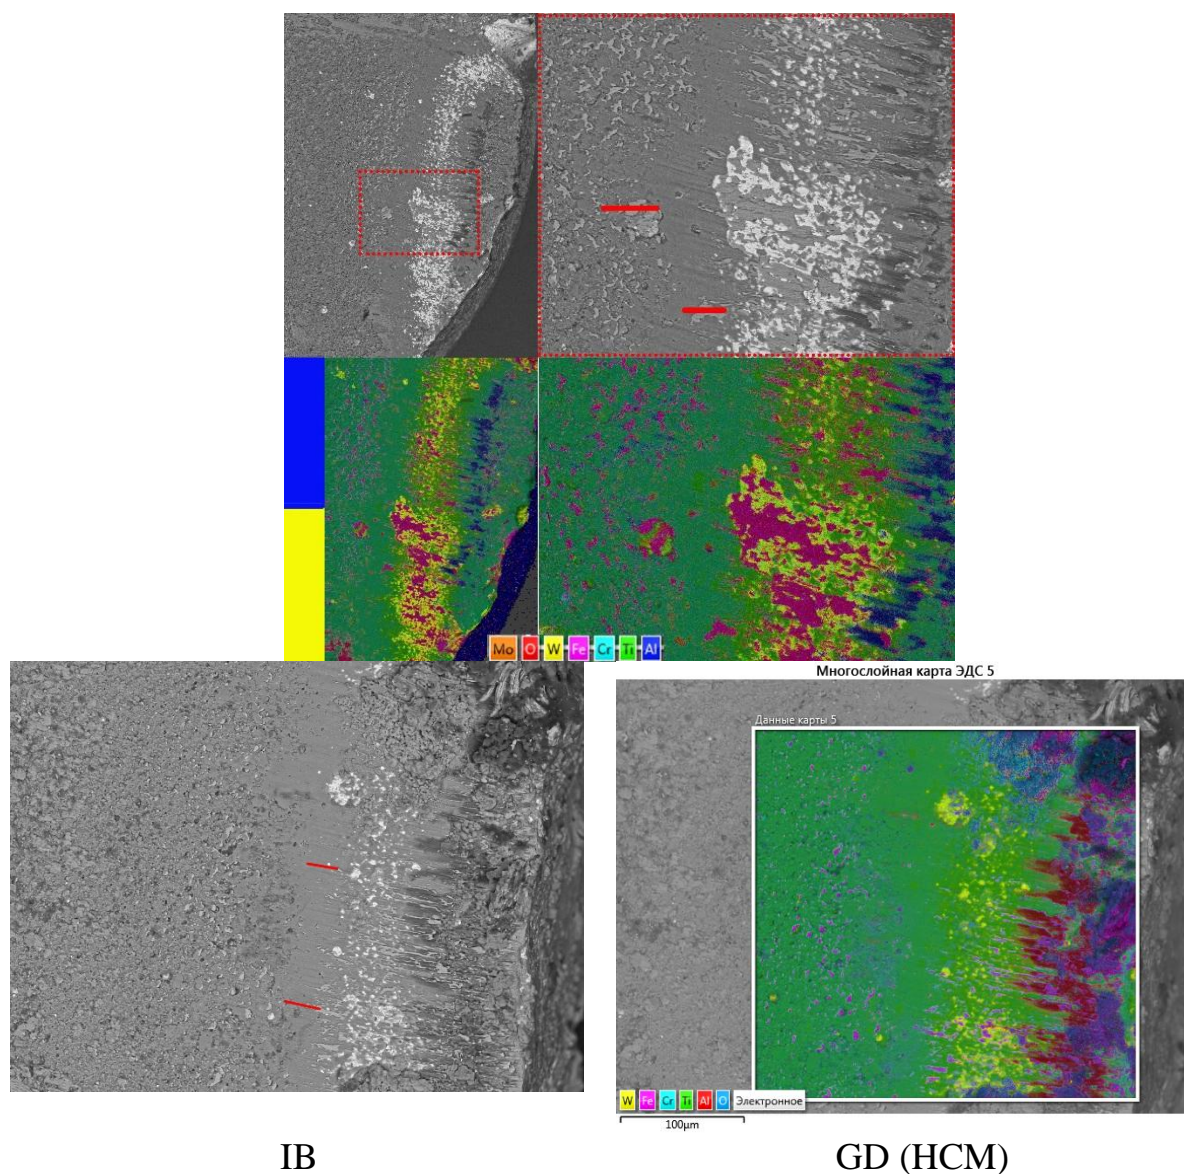 Mo O W Fe Cr Ti Al
Многослойная карта ЭДС 5
Данные карты 5
W Fe Cr Ti Al O Электронное
100µm
IB
GD (HCM)